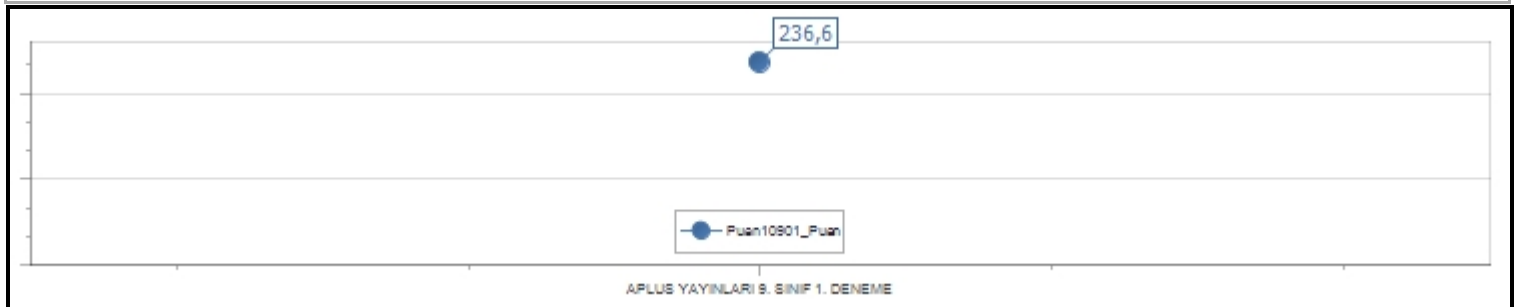 236,6
Puan10901_Puan
APLUS YAYINLARI 9. SINIF 1. DENEME